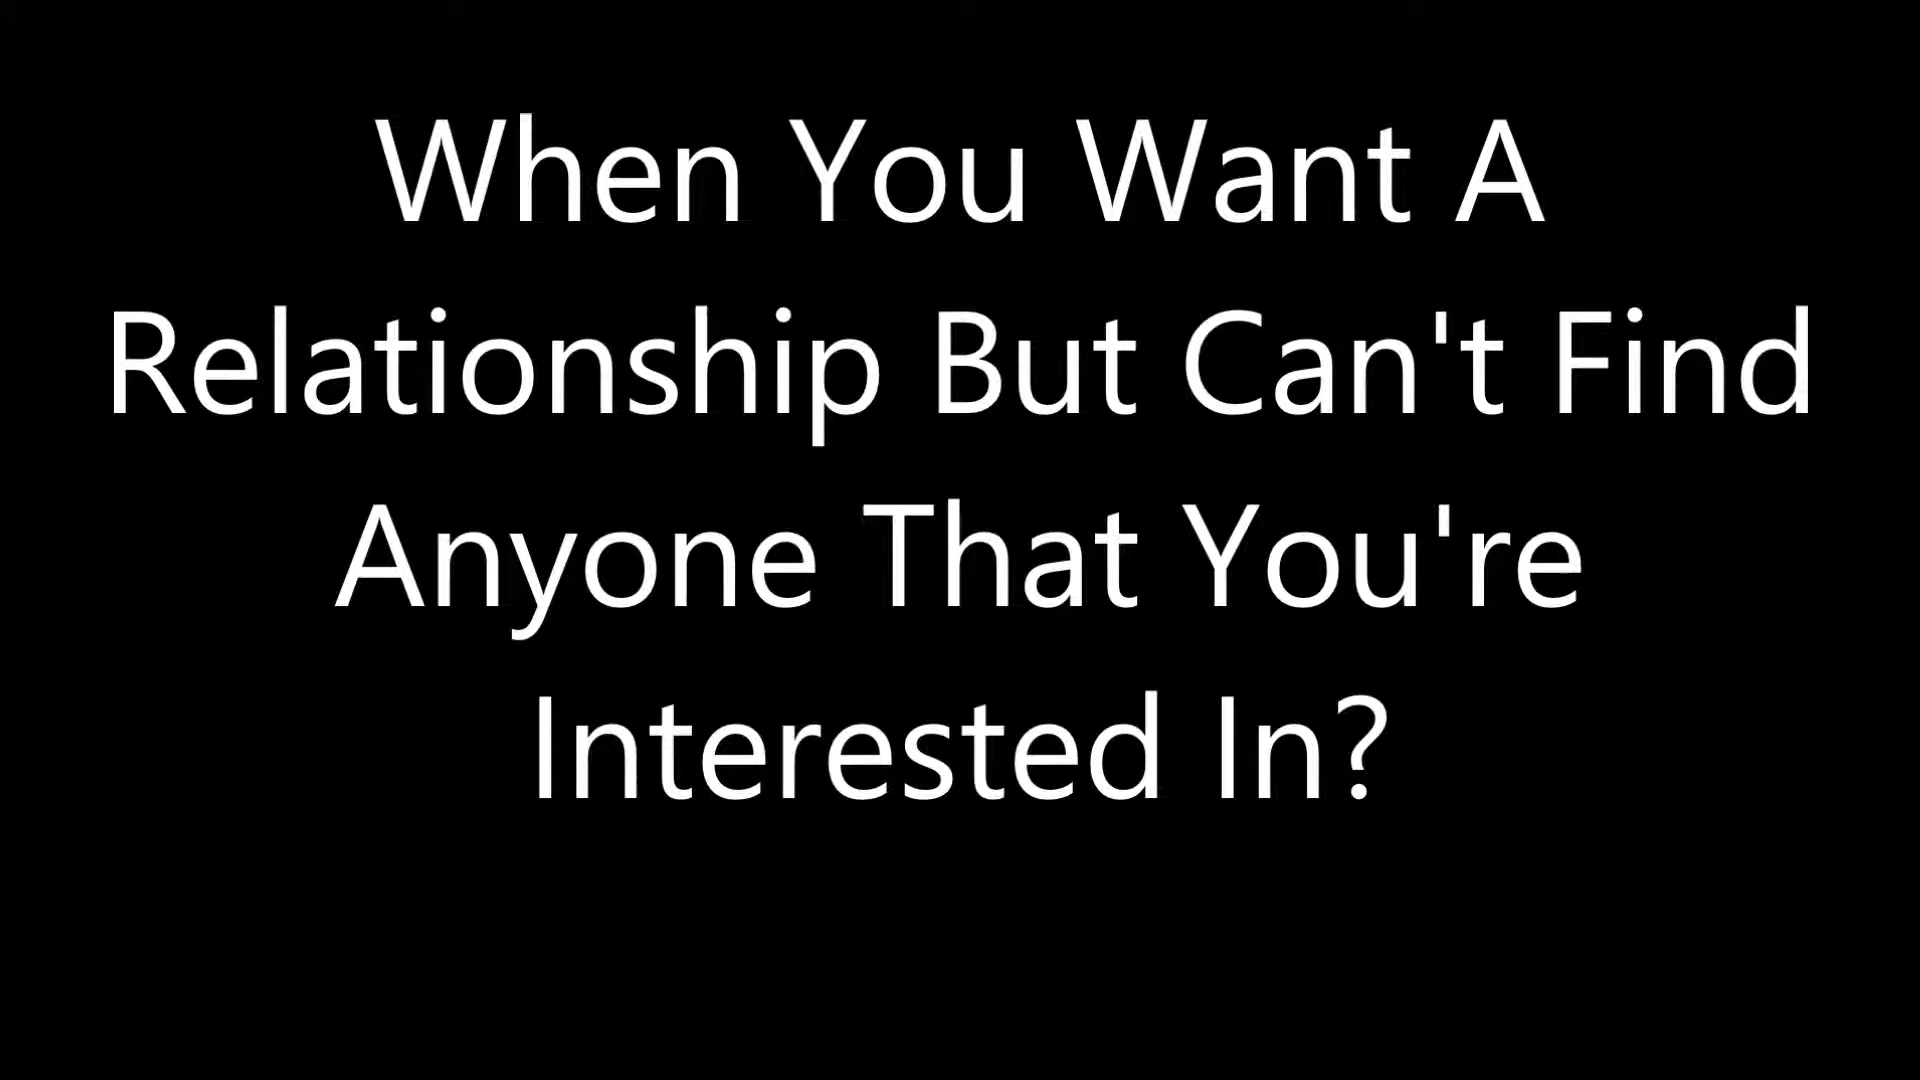 When You Want A
Relationship But Can't Find
Anyone That You're
Interested In?